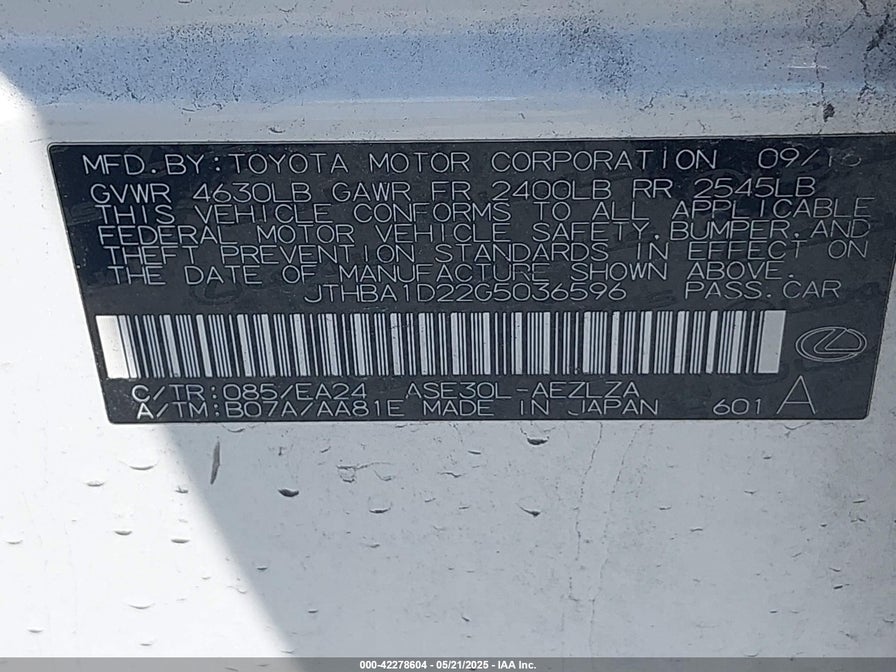 MFD.BY:TOYOTA MOTOR CORPORATION 09/15
GVWR 4630LB GAWR FR 2400LB RR 2545LB
THIS VEHICLE CONFORMS TO ALL APPLICABLE
FEDERAL MOTOR VEHICLE SAFETY,BUMPER,AND
THEFT PREVENTION STANDARDS IN EFFECT ON
THE DATE OF MANUFACTURE SHOWN ABOVE.
JTHBA1D22G5036596 PASS.CAR
C/TR:085/EA24 ASE30L-AEZLZA
A/TM:B07A/AA81E MADE IN JAPAN 601 A
000-42278604 | 05/21/2025 - IAA Inc.